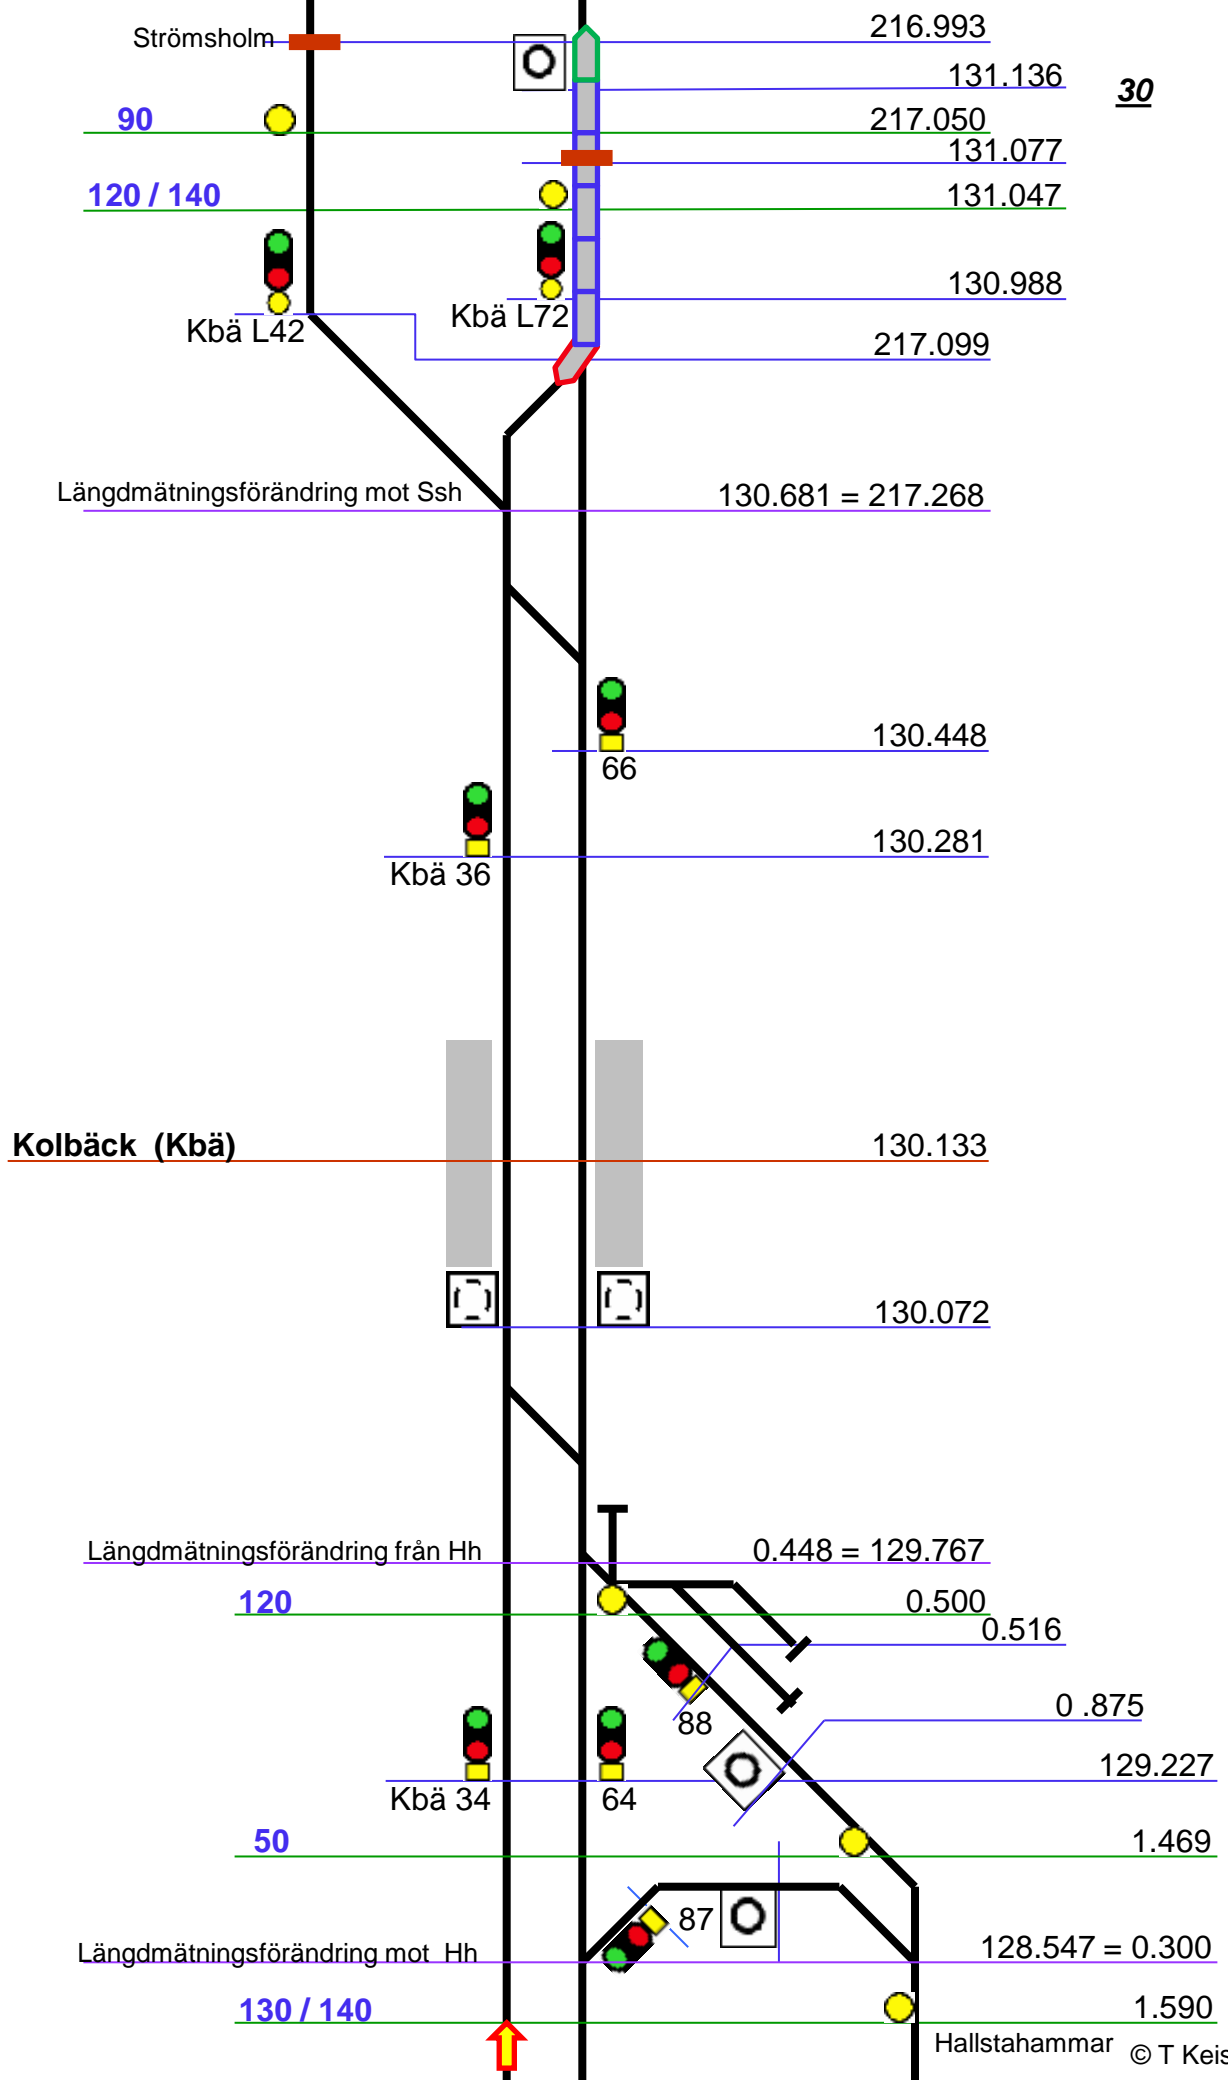 Strömsholm
216.993
131.136
30
90
217.050
131.077
120 / 140
131.047
130.988
Kbä L72
Kbä L42
217.099
Längdmätningsförändring mot Ssh
130.681 = 217.268
130.448
66
130.281
Kbä 36
Kolbäck (Kbä)
130.133
130.072
Längdmätningsförändring från Hh
0.448 = 129.767
120
0.500
0.516
88
0 .875
129.227
Kbä 34
64
50
1.469
87
Längdmätningsförändring mot Hh
128.547 = 0.300
130 / 140
1.590
Hallstahammar
© T Keis